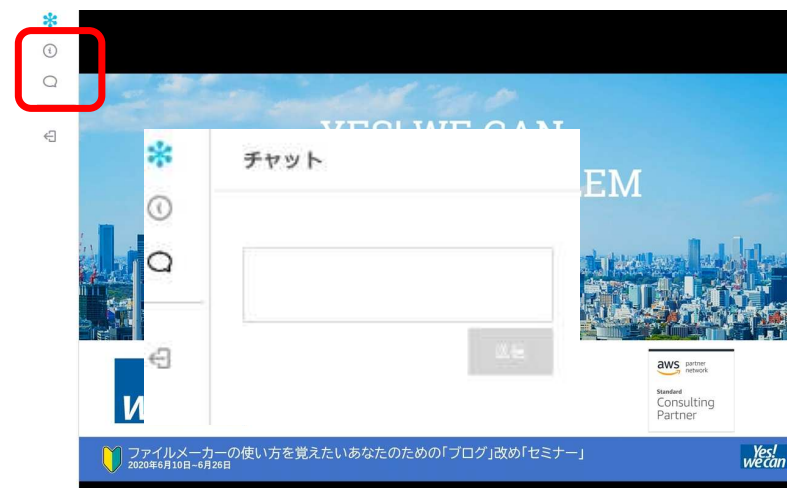 YES! WE CAN
EM
チャット
W
aws partner network
Standard
Consulting
Partner
ファイルメーカーの使い方を覚えたいあなたのための「ブログ」改め「セミナー」
2020年6月10日~6月26日
Yes!
we can